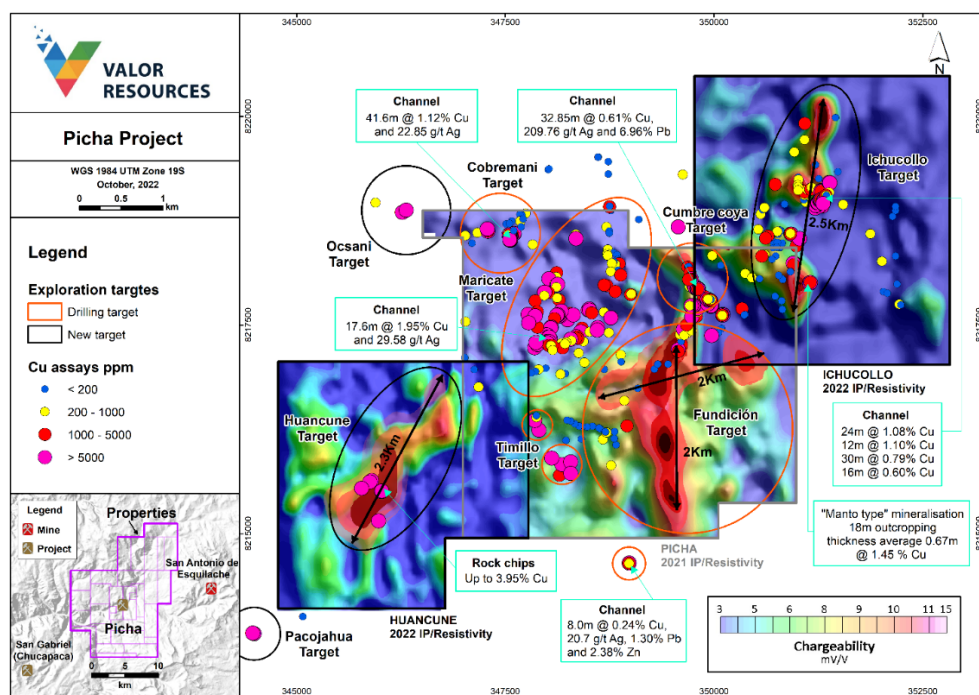 VALOR
RESOURCES
Picha Project
WGS 1984 UTM Zone 19S
October, 2022
1 0.5 0 1
km
Legend
Exploration targtes
Drilling target
New target
Cu assays ppm
< 200
200 - 1000
1000 - 5000
> 5000
Legend
Mine
Project
Properties
San Antonio de
Esquilache
Picha
San Gabriel
(Chucapaca)
0 5 10
km
345000
347500
350000
352500
N
8220000
8217500
8215000
8220000
8217500
8215000
Channel
41.6m @ 1.12% Cu
and 22.85 g/t Ag
Channel
32.85m @ 0.61% Cu,
209.76 ag/t Ag and 6.96% Pb
Cobremani
Target
Ocsani
Target
Maricate
Target
Cumbre coya
Target
Ichucollo
Target
2.5Km
17.6m @ 1.95% Cu
and 29.58 g/t Ag
Channel
ICHUCOLLO
2022 IP/Resistivity
2Km
2Km
Fundición
Target
Huancune
Target
2.3Km
Timillo
Target
Channel
24m @ 1.08% Cu
12m @ 1.10% Cu
30m @ 0.79% Cu
16m @ 0.60% Cu
"Manto type" mineralisation
18m outcropping
thickness average 0.67m
@ 1.45 % Cu
PICHA
2021 IP/Resistivity
Rock chips
Up to 3.95% Cu
HUANCUNE
2022 IP/Resistivity
Pacojahua
Target
Channel
8.0m @ 0.24% Cu,
20.7 g/t Ag, 1.30% Pb
and 2.38% Zn
3 5 6 8 10 11 15
Chargeability
mV/V
345000
347500
350000
352500